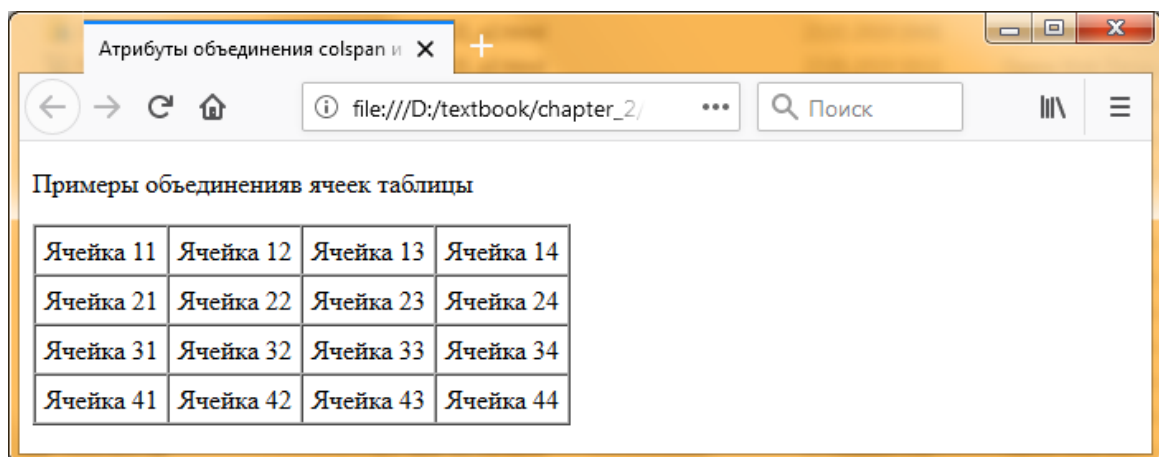 Атрибуты объединения colspan и
file:///D:/textbook/chapter_2/
Поиск
Примеры объединенияв ячеек таблицы
Ячейка 11 Ячейка 12 Ячейка 13 Ячейка 14
Ячейка 21 Ячейка 22 Ячейка 23 Ячейка 24
Ячейка 31 Ячейка 32 Ячейка 33 Ячейка 34
Ячейка 41 Ячейка 42 Ячейка 43 Ячейка 44